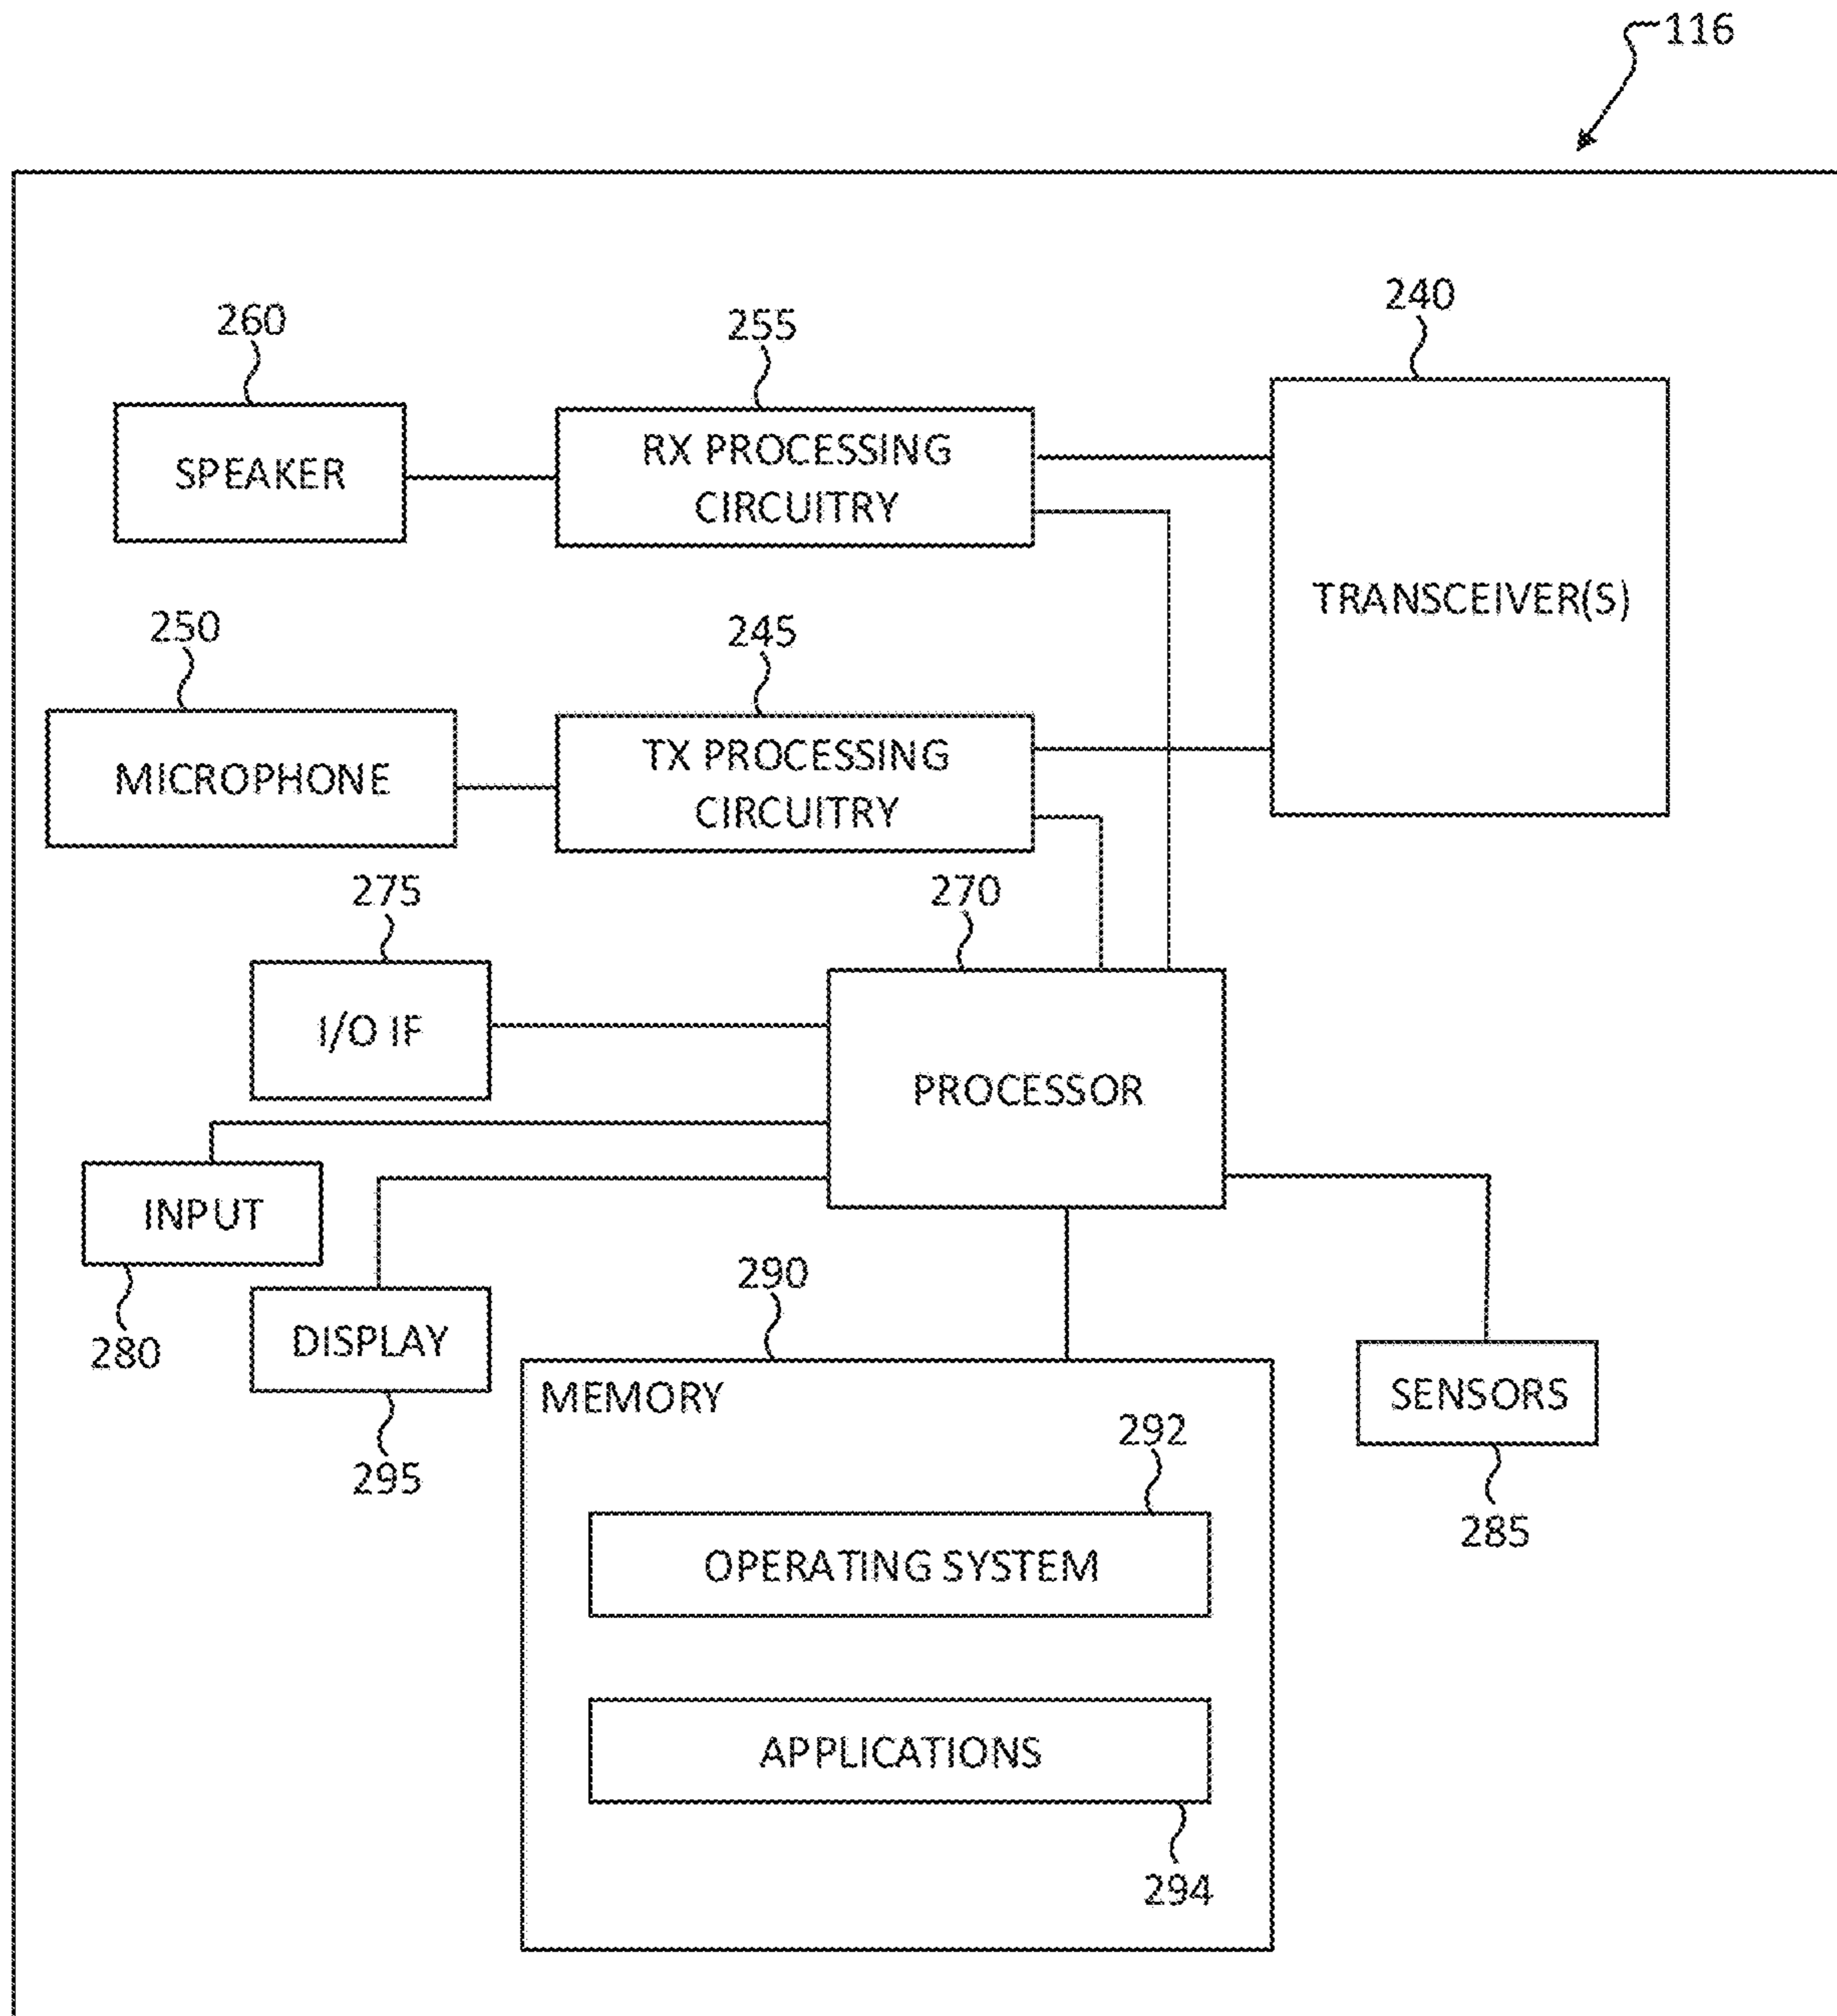 116
260
255
240
SPEAKER
RX PROCESSING
CIRCUITRY
TRANSCEIVER(S)
250
245
MICROPHONE
TX PROCESSING
CIRCUITRY
275
270
I/O IF
PROCESSOR
INPUT
280
DISPLAY
295
290
MEMORY
SENSORS
285
292
OPERATING SYSTEM
APPLICATIONS
294